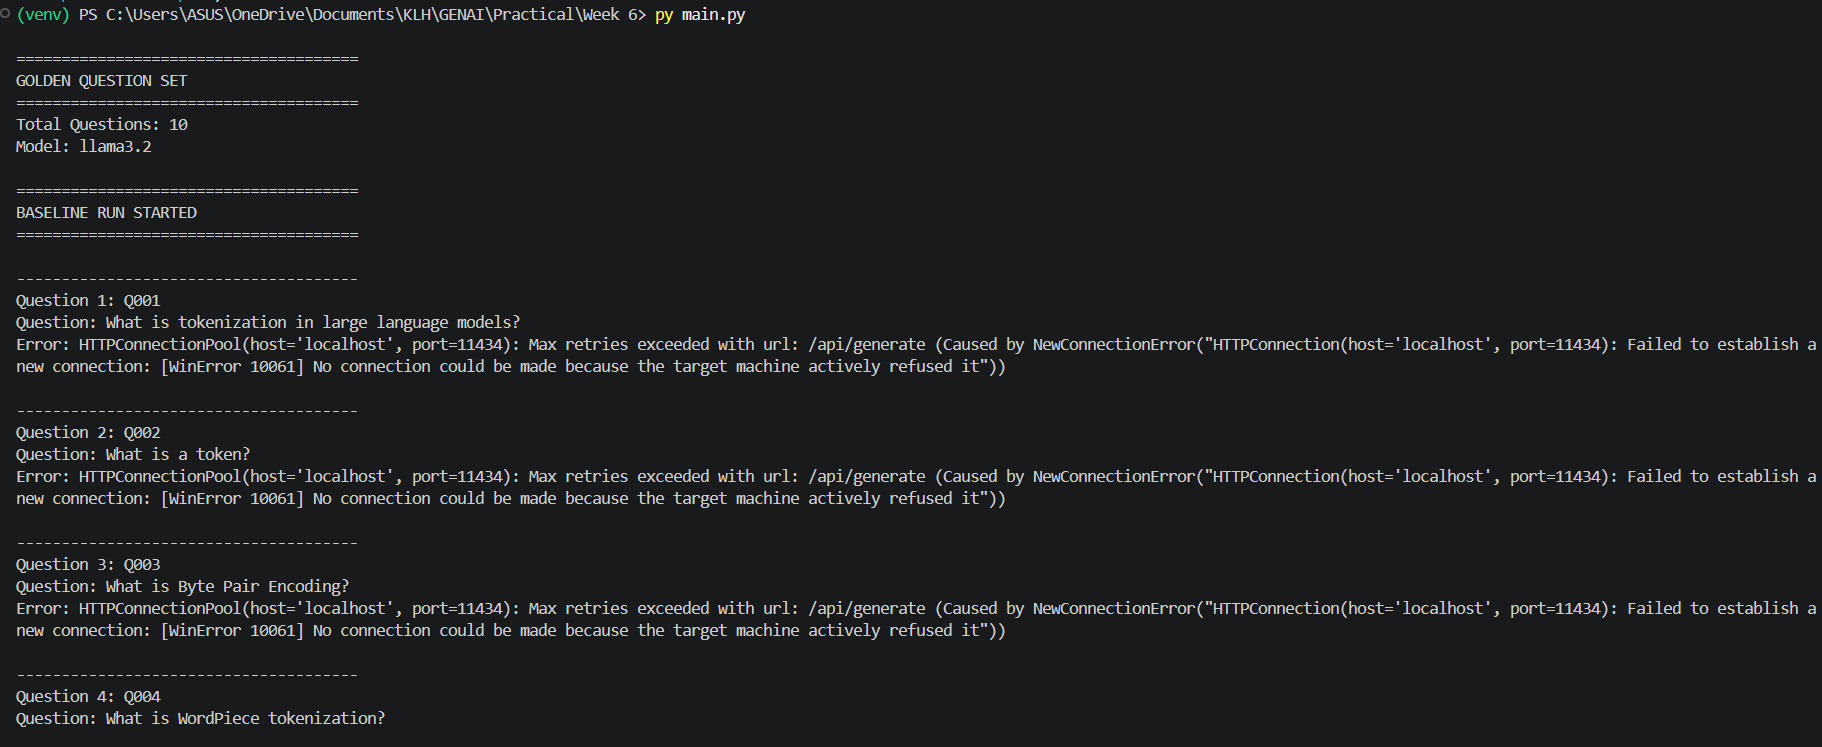 (venv) PS C:\Users\ASUS\OneDrive\Documents\KLH\GENAI\Practical\Week 6> py main.py
======================================
GOLDEN QUESTION SET
======================================
Total Questions: 10
Model: llama3.2
======================================
BASELINE RUN STARTED
======================================
--------------------------------------
Question 1: Q001
Question: What is tokenization in large language models?
Error: HTTPConnectionPool(host='localhost', port=11434): Max retries exceeded with url: /api/generate (Caused by NewConnectionError("HTTPConnection(host='localhost', port=11434): Failed to establish a
new connection: [WinError 10061] No connection could be made because the target machine actively refused it"))
--------------------------------------
Question 2: Q002
Question: What is a token?
Error: HTTPConnectionPool(host='localhost', port=11434): Max retries exceeded with url: /api/generate (Caused by NewConnectionError("HTTPConnection(host='localhost', port=11434): Failed to establish a
new connection: [WinError 10061] No connection could be made because the target machine actively refused it"))
--------------------------------------
Question 3: Q003
Question: What is Byte Pair Encoding?
Error: HTTPConnectionPool(host='localhost', port=11434): Max retries exceeded with url: /api/generate (Caused by NewConnectionError("HTTPConnection(host='localhost', port=11434): Failed to establish a
new connection: [WinError 10061] No connection could be made because the target machine actively refused it"))
--------------------------------------
Question 4: Q004
Question: What is WordPiece tokenization?